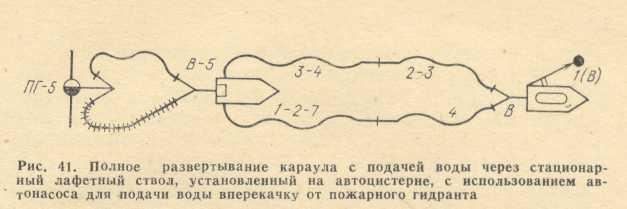 В-5
3-4
2-3
1(В)
ПГ-5
1-2-7
4
В
Рис. 41. Полное развертывание караула с подачей воды через стационар-
ный лафетный ствол, установленный на автоцистерне, с использованием ав-
тонасоса для подачи воды вперекачку от пожарного гидранта